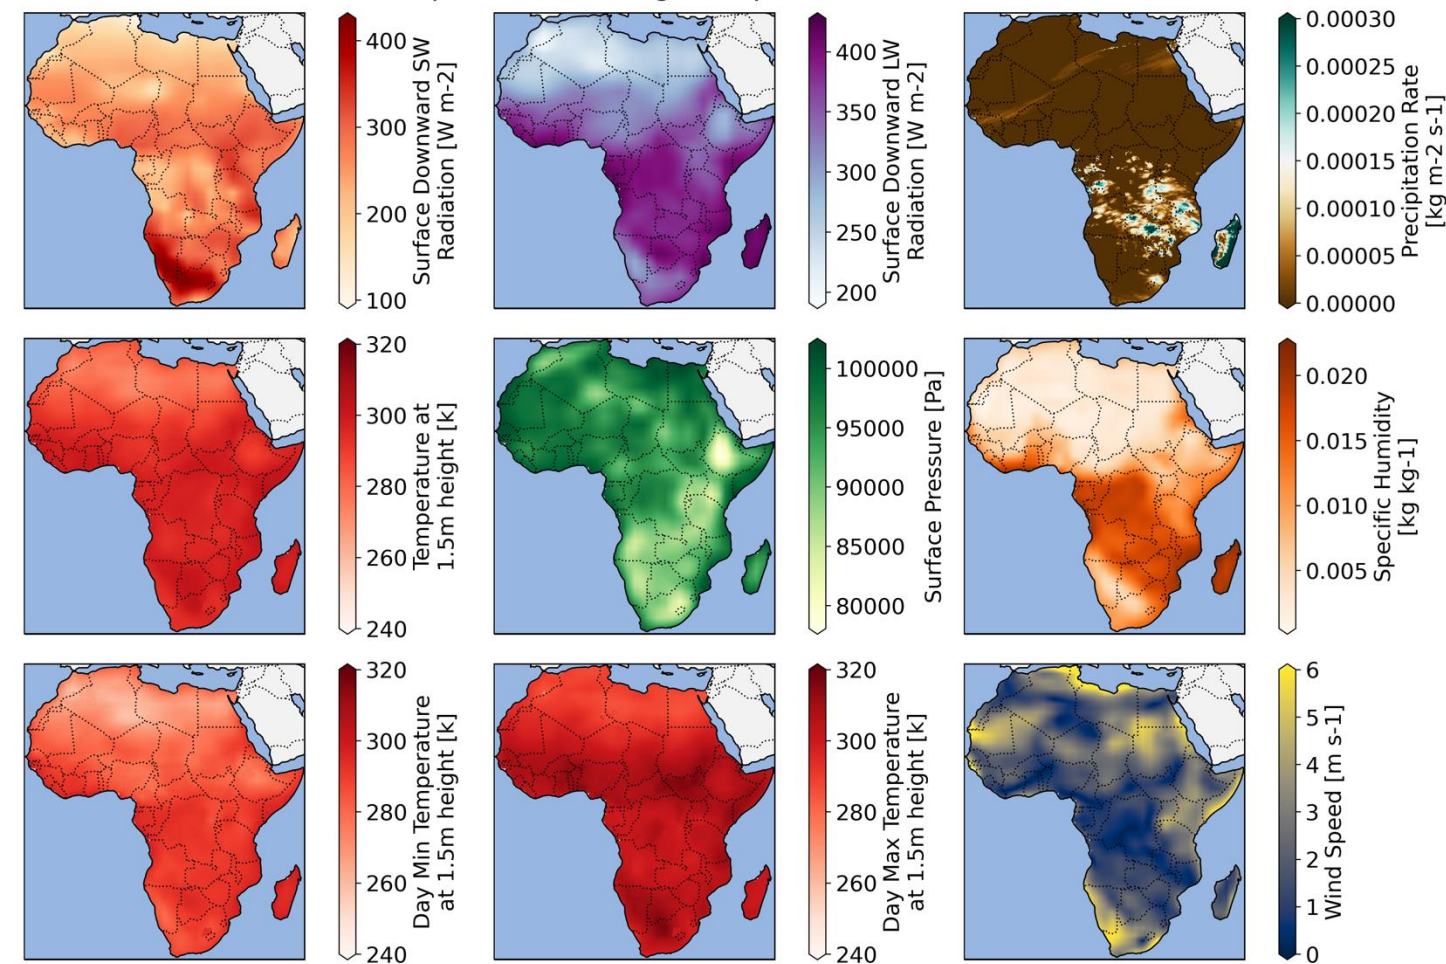 400
300
200
100
Surface Downward SW
Radiation [W m-2]
400
350
300
250
200
Surface Downward LW
Radiation [W m-2]
0.00030
0.00025
0.00020
0.00015
0.00010
0.00005
0.00000
Precipitation Rate
[kg m-2 s-1]
320
300
280
260
240
Temperature at
1.5m height [k]
100000
95000
90000
85000
80000
Surface Pressure [Pa]
0.020
0.015
0.010
0.005
Specific Humidity
[kg kg-1]
320
300
280
260
240
Day Min Temperature
at 1.5m height [k]
320
300
280
260
240
Day Max Temperature
at 1.5m height [k]
6
5
4
3
2
1
0
Wind Speed [m s-1]